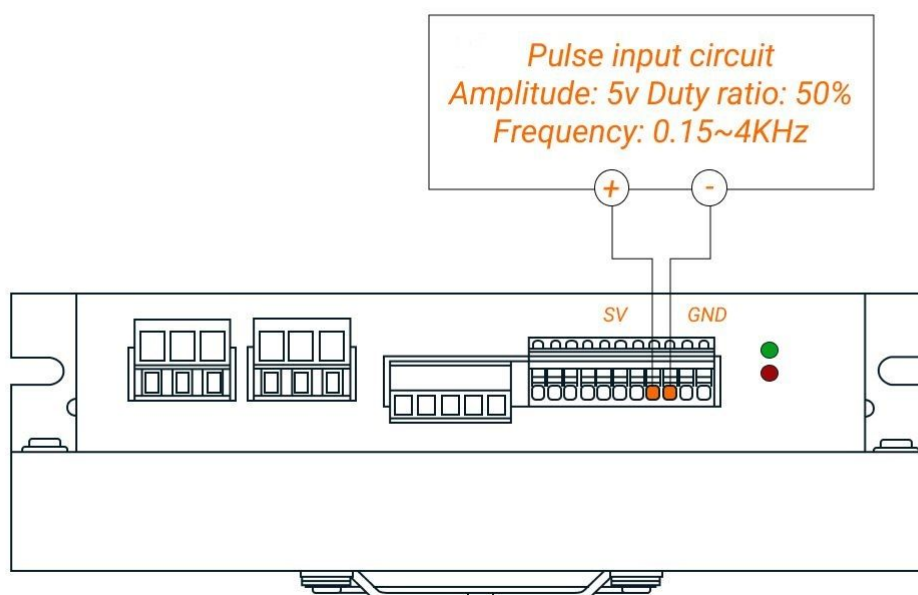 Pulse input circuit
Amplitude: 5v Duty ratio: 50%
Frequency: 0.15~4KHz
+ -
SV GND